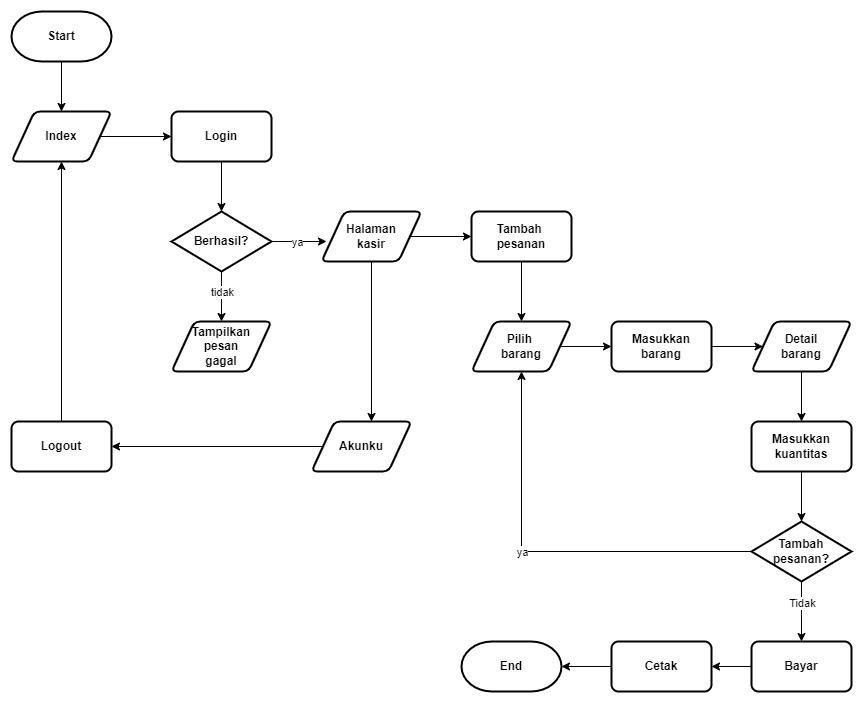 Start
Index
Login
Berhasil?
ya
Halaman
kasir
Tambah
pesanan
tidak
Tampilkan
pesan
gagal
Pilih
barang
Masukkan
barang
Detail
barang
Logout
Akunku
Masukkan
kuantitas
Tambah
pesanan?
ya
Tidak
End
Cetak
Bayar